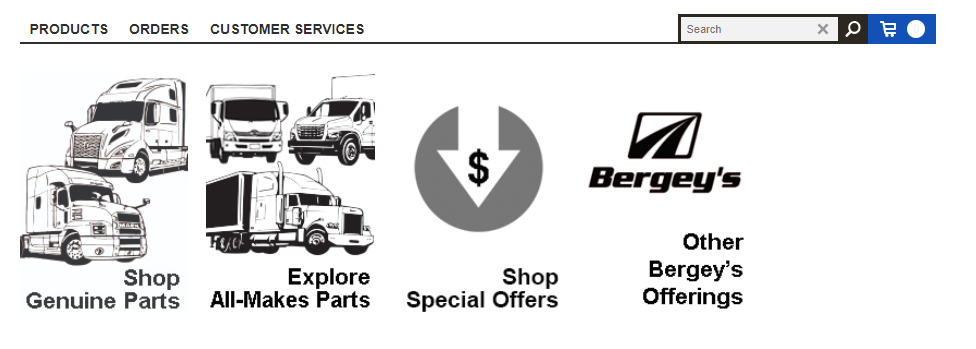 PRODUCTS ORDERS CUSTOMER SERVICES
Search
MACK
$
Bergey's
Shop
Genuine Parts
Explore
All-Makes Parts
Shop
Special Offers
Other
Bergey's
Offerings